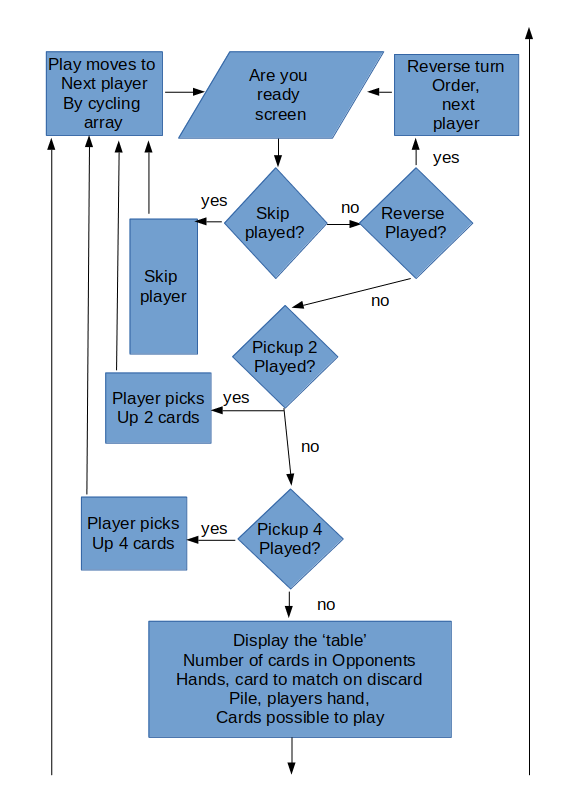 Play moves to
Next player
By cycling
array
Are you
ready
screen
Reverse turn
Order,
next
player
yes
yes
Skip
played?
no
Reverse
Played?
Skip
player
no
Pickup 2
Played?
Player picks
Up 2 cards
yes
no
Player picks
Up 4 cards
yes
Pickup 4
Played?
no
Display the ‘table’
Number of cards in Opponents
Hands, card to match on discard
Pile, players hand,
Cards possible to play